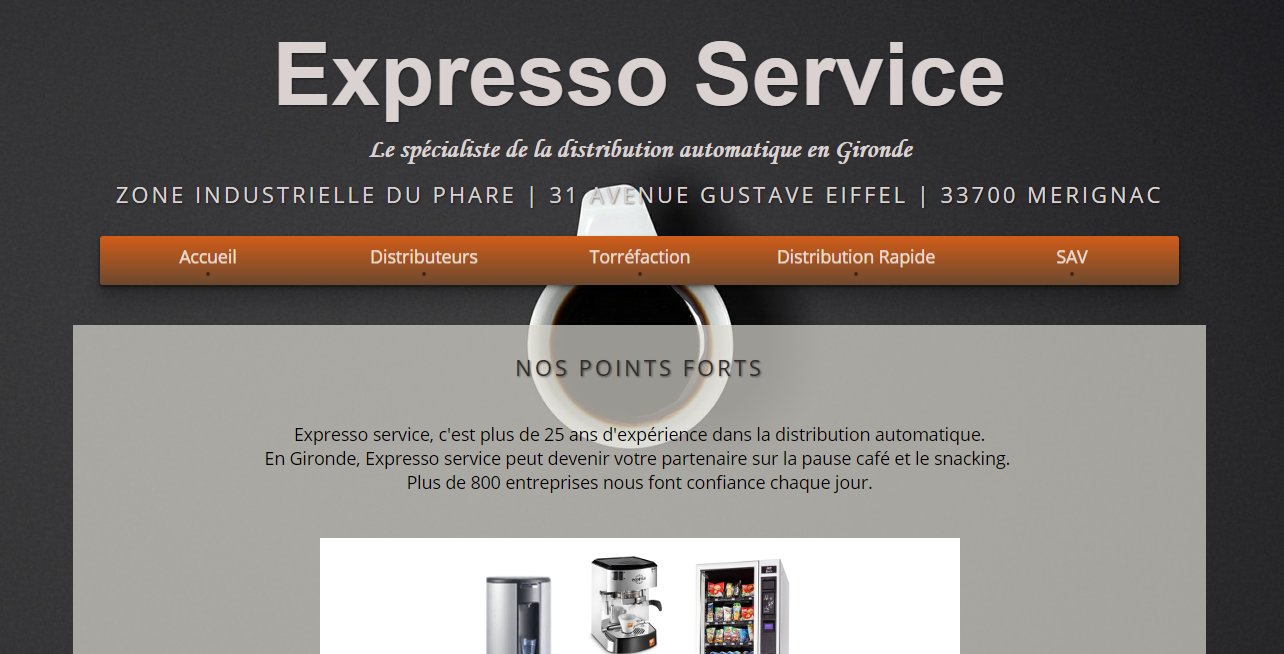 Expresso Service
Le spécialiste de la distribution automatique en Gironde
ZONE INDUSTRIELLE DU PHARE | 31 AVENUE GUSTAVE EIFFEL | 33700 MERIGNAC
Accueil Distributeurs Torréfaction Distribution Rapide SAV
NOS POINTS FORTS
Expresso service, c'est plus de 25 ans d'expérience dans la distribution automatique.
En Gironde, Expresso service peut devenir votre partenaire sur la pause café et le snacking.
Plus de 800 entreprises nous font confiance chaque jour.